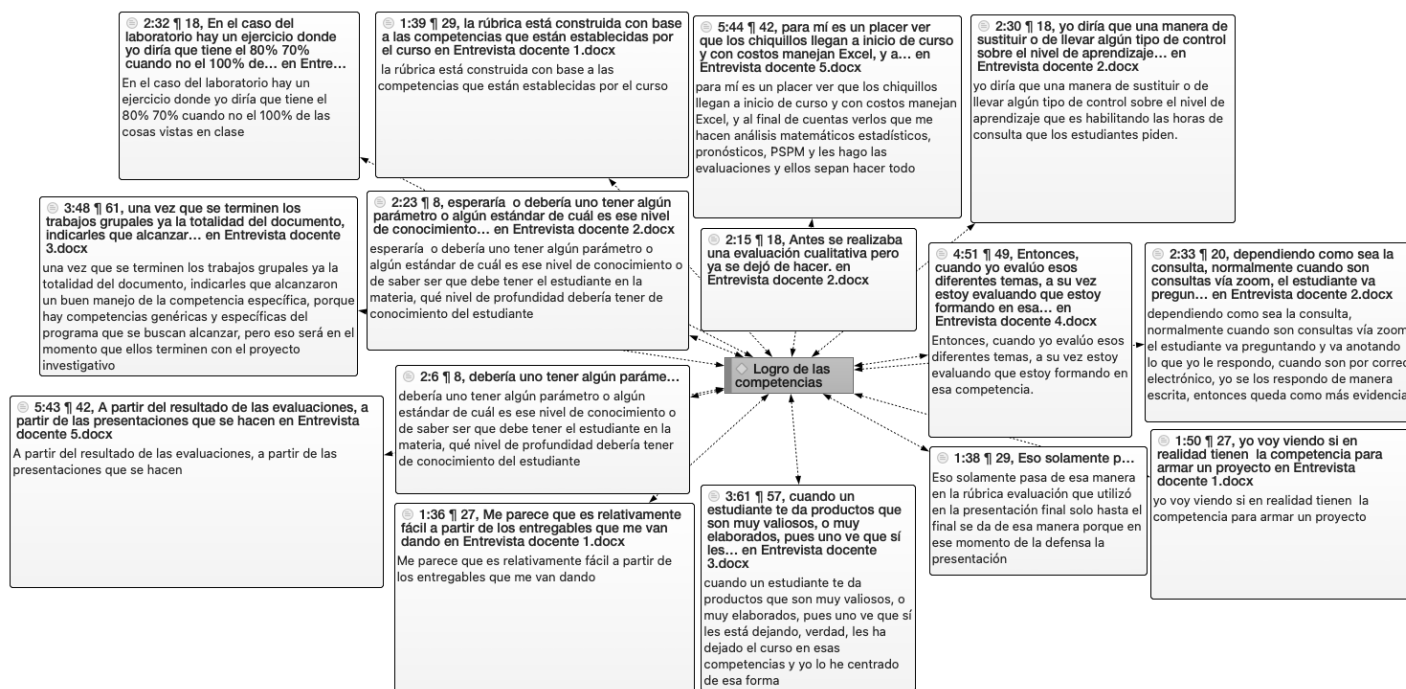 2:32 ¶ 18, En el caso del
laboratorio hay un ejercicio donde
yo diría que tiene el 80% 70%
cuando no el 100% de... en Entre...
En el caso del laboratorio hay un
ejercicio donde yo diría que tiene el
80% 70% cuando no el 100% de las
cosas vistas en clase
1:39 ¶ 29, la rúbrica está construida con base
a las competencias que están establecidas por
el curso en Entrevista docente 1.docx
la rúbrica está construida con base a las
competencias que están establecidas por el curso
5:44 ¶ 42, para mí es un placer ver
que los chiquillos llegan a inicio de curso
y con costos manejan Excel, y a... en
Entrevista docente 5.docx
para mí es un placer ver que los chiquillos
llegan a inicio de curso y con costos manejan
Excel, y al final de cuentas verlos que me
hacen análisis matemáticos estadísticos,
pronósticos, PSPM y les hago las
evaluaciones y ellos sepan hacer todo
2:30 ¶ 18, yo diría que una manera de
sustituir o de llevar algún tipo de control
sobre el nivel de aprendizaje... en
Entrevista docente 2.docx
yo diría que una manera de sustituir o de
llevar algún tipo de control sobre el nivel de
aprendizaje que es habilitando las horas de
consulta que los estudiantes piden.
3:48 ¶ 61, una vez que se terminen los
trabajos grupales ya la totalidad del documento,
indicarles que alcanzar... en Entrevista docente
3.docx
una vez que se terminen los trabajos grupales ya la
totalidad del documento, indicarles que alcanzaron
un buen manejo de la competencia específica, porque
hay competencias genéricas y específicas del
programa que se buscan alcanzar, pero eso será en el
momento que ellos terminen con el proyecto
investigativo
2:23 ¶ 8, esperaría o debería uno tener algún
parámetro o algún estándar de cuál es ese nivel
de conocimiento... en Entrevista docente 2.docx
esperaría o debería uno tener algún parámetro o
algún estándar de cuál es ese nivel de conocimiento o
de saber ser que debe tener el estudiante en la
materia, qué nivel de profundidad debería tener de
conocimiento del estudiante
2:15 ¶ 18, Antes se realizaba
una evaluación cualitativa pero
ya se dejó de hacer. en
Entrevista docente 2.docx
4:51 ¶ 49, Entonces,
cuando yo evalúo esos
diferentes temas, a su vez
estoy evaluando que estoy
formando en esa... en
Entrevista docente 4.docx
Entonces, cuando yo evalúo esos
diferentes temas, a su vez estoy
evaluando que estoy formando en
esa competencia.
2:33 ¶ 20, dependiendo como sea la
consulta, normalmente cuando son
consultas vía zoom, el estudiante va
pregun... en Entrevista docente 2.docx
dependiendo como sea la consulta,
normalmente cuando son consultas vía zoom
el estudiante va preguntando y va anotando
lo que yo le respondo, cuando son por correo
electrónico, yo se los respondo de manera
escrita, entonces queda como más evidencia
Logro de las
competencias
2:6 ¶ 8, debería uno tener algún paráme...
debería uno tener algún parámetro o algún
estándar de cuál es ese nivel de conocimiento o
de saber ser que debe tener el estudiante en la
materia, qué nivel de profundidad debería tener
de conocimiento del estudiante
5:43 ¶ 42, A partir del resultado de las evaluaciones, a
partir de las presentaciones que se hacen en Entrevista
docente 5.docx
A partir del resultado de las evaluaciones, a partir de las
presentaciones que se hacen
1:36 ¶ 27, Me parece que es relativamente
fácil a partir de los entregables que me van
dando en Entrevista docente 1.docx
Me parece que es relativamente fácil a partir de
los entregables que me van dando
3:61 ¶ 57, cuando un
estudiante te da productos que
son muy valiosos, o muy
elaborados, pues uno ve que sí
les... en Entrevista docente
3.docx
cuando un estudiante te da
productos que son muy valiosos, o
muy elaborados, pues uno ve que sí
les está dejando, verdad, les ha
dejado el curso en esas
competencias y yo lo he centrado
de esa forma
1:38 ¶ 29, Eso solamente p...
Eso solamente pasa de esa manera
en la rúbrica evaluación que utilizó
en la presentación final solo hasta el
final se da de esa manera porque en
ese momento de la defensa la
presentación
1:50 ¶ 27, yo voy viendo si en
realidad tienen la competencia para
armar un proyecto en Entrevista
docente 1.docx
yo voy viendo si en realidad tienen la
competencia para armar un proyecto